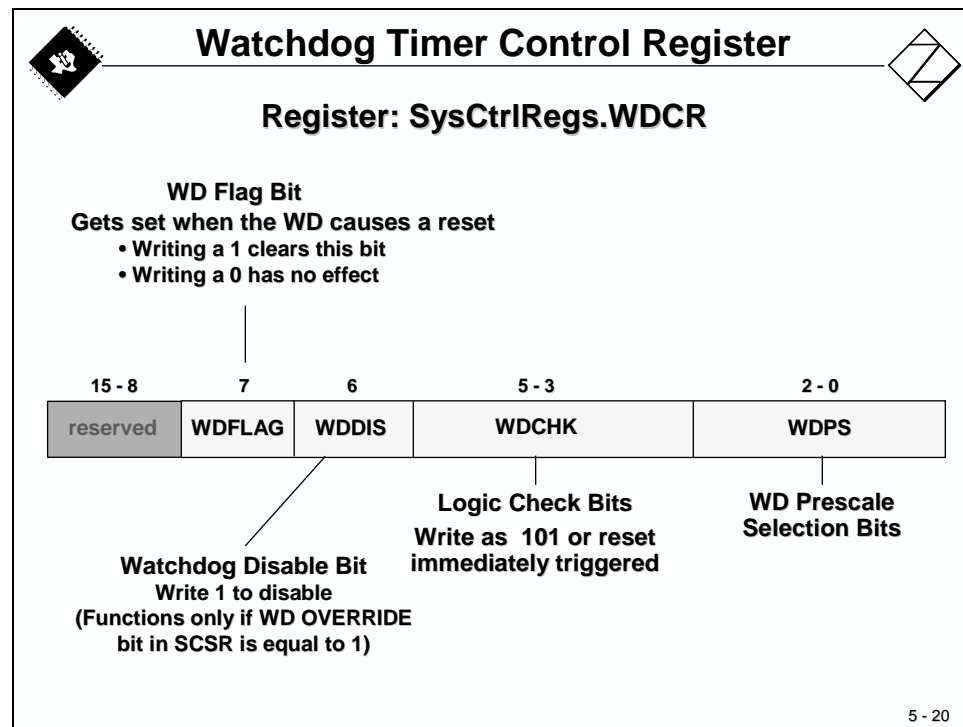 Watchdog Timer Control Register
Register: SysCtrlRegs.WDCR
WD Flag Bit
Gets set when the WD causes a reset
• Writing a 1 clears this bit
• Writing a 0 has no effect
15 - 8 7 6 5 - 3 2 - 0
reserved WDFLAG WDDIS WDCHK WDPS
Logic Check Bits
Write as 101 or reset
immediately triggered
WD Prescale
Selection Bits
Watchdog Disable Bit
Write 1 to disable
(Functions only if WD OVERRIDE
bit in SCSR is equal to 1)
5 - 20